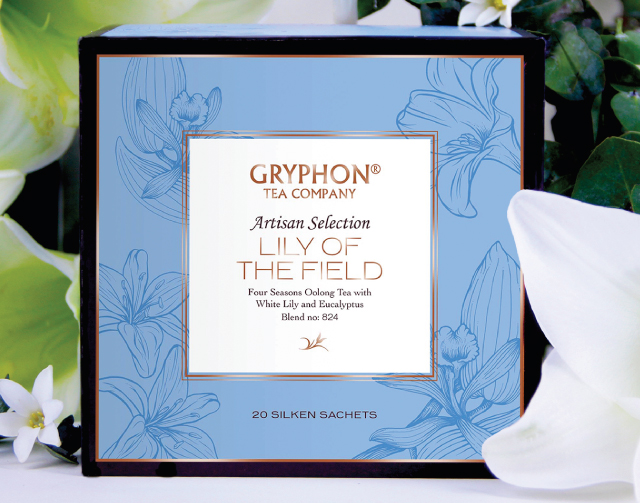 GRYPHON®
TEA COMPANY
Artisan Selection
LILY OF
THE FIELD
Four Seasons Oolong Tea with
White Lily and Eucalyptus
Blend no: 824
20 SILKEN SACHETS